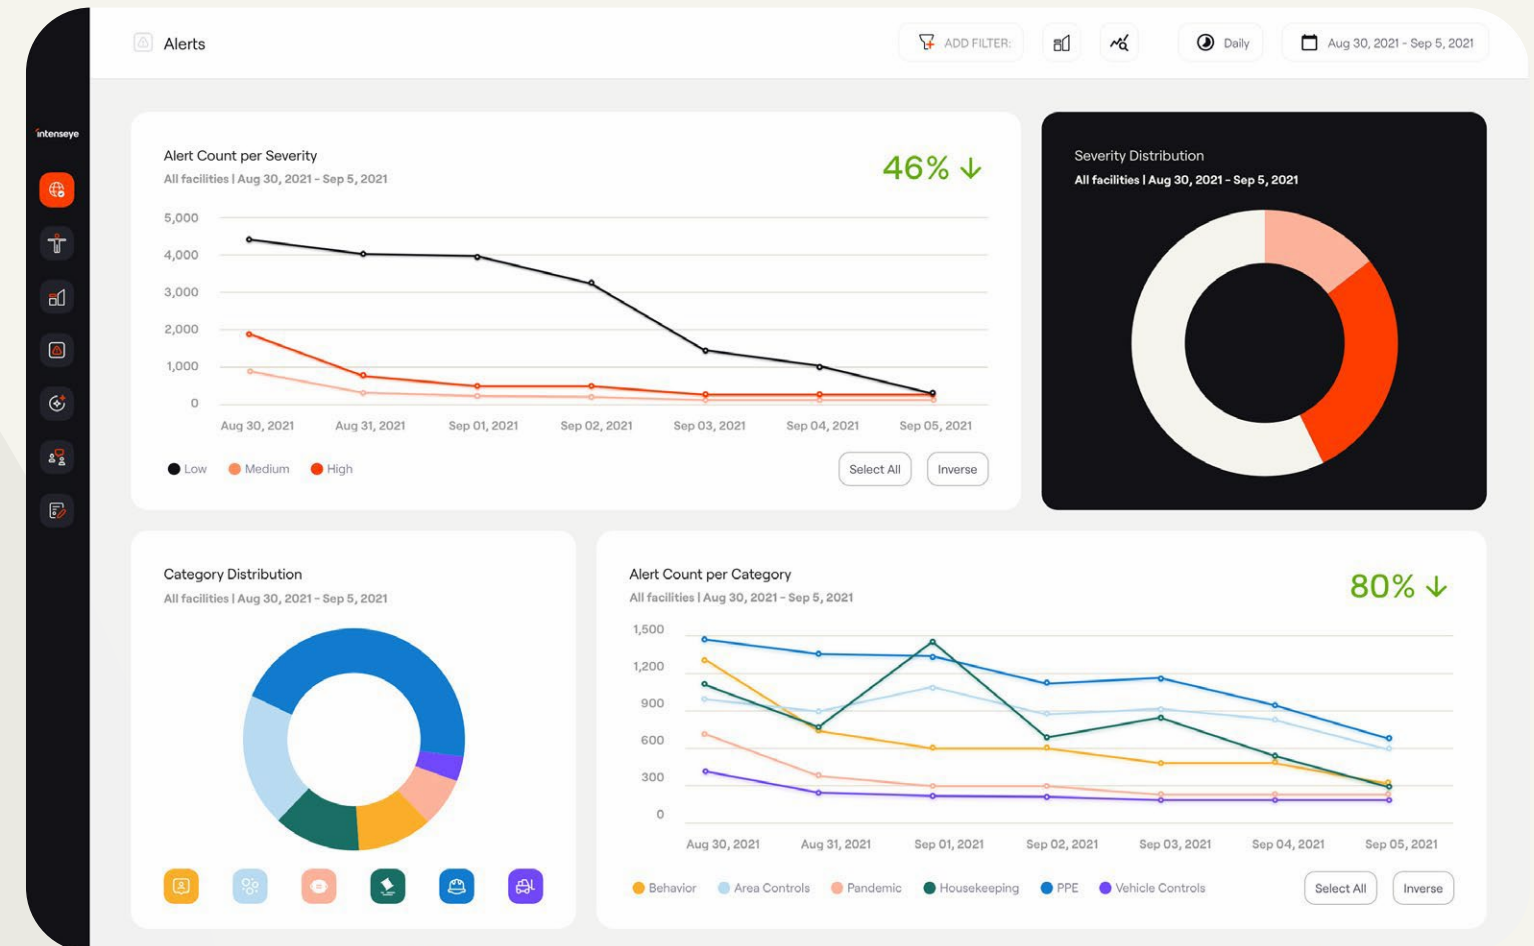 Alerts
ADD FILTER:
Daily
Aug 30, 2021 - Sep 5, 2021
intenseye
Alert Count per Severity
All facilities | Aug 30, 2021 - Sep 5, 2021
46% ↓
5,000
4,000
3,000
2,000
1,000
0
Aug 30, 2021 Aug 31, 2021 Sep 01, 2021 Sep 02, 2021 Sep 03, 2021 Sep 04, 2021 Sep 05, 2021
Low Medium High
Select All
Inverse
Severity Distribution
All facilities | Aug 30, 2021 - Sep 5, 2021
Category Distribution
All facilities | Aug 30, 2021 - Sep 5, 2021
Alert Count per Category
All facilities | Aug 30, 2021 - Sep 5, 2021
80% ↓
1,500
1,200
900
600
300
0
Aug 30, 2021 Aug 31, 2021 Sep 01, 2021 Sep 02, 2021 Sep 03, 2021 Sep 04, 2021 Sep 05, 2021
Behavior Area Controls Pandemic Housekeeping PPE Vehicle Controls
Select All
Inverse